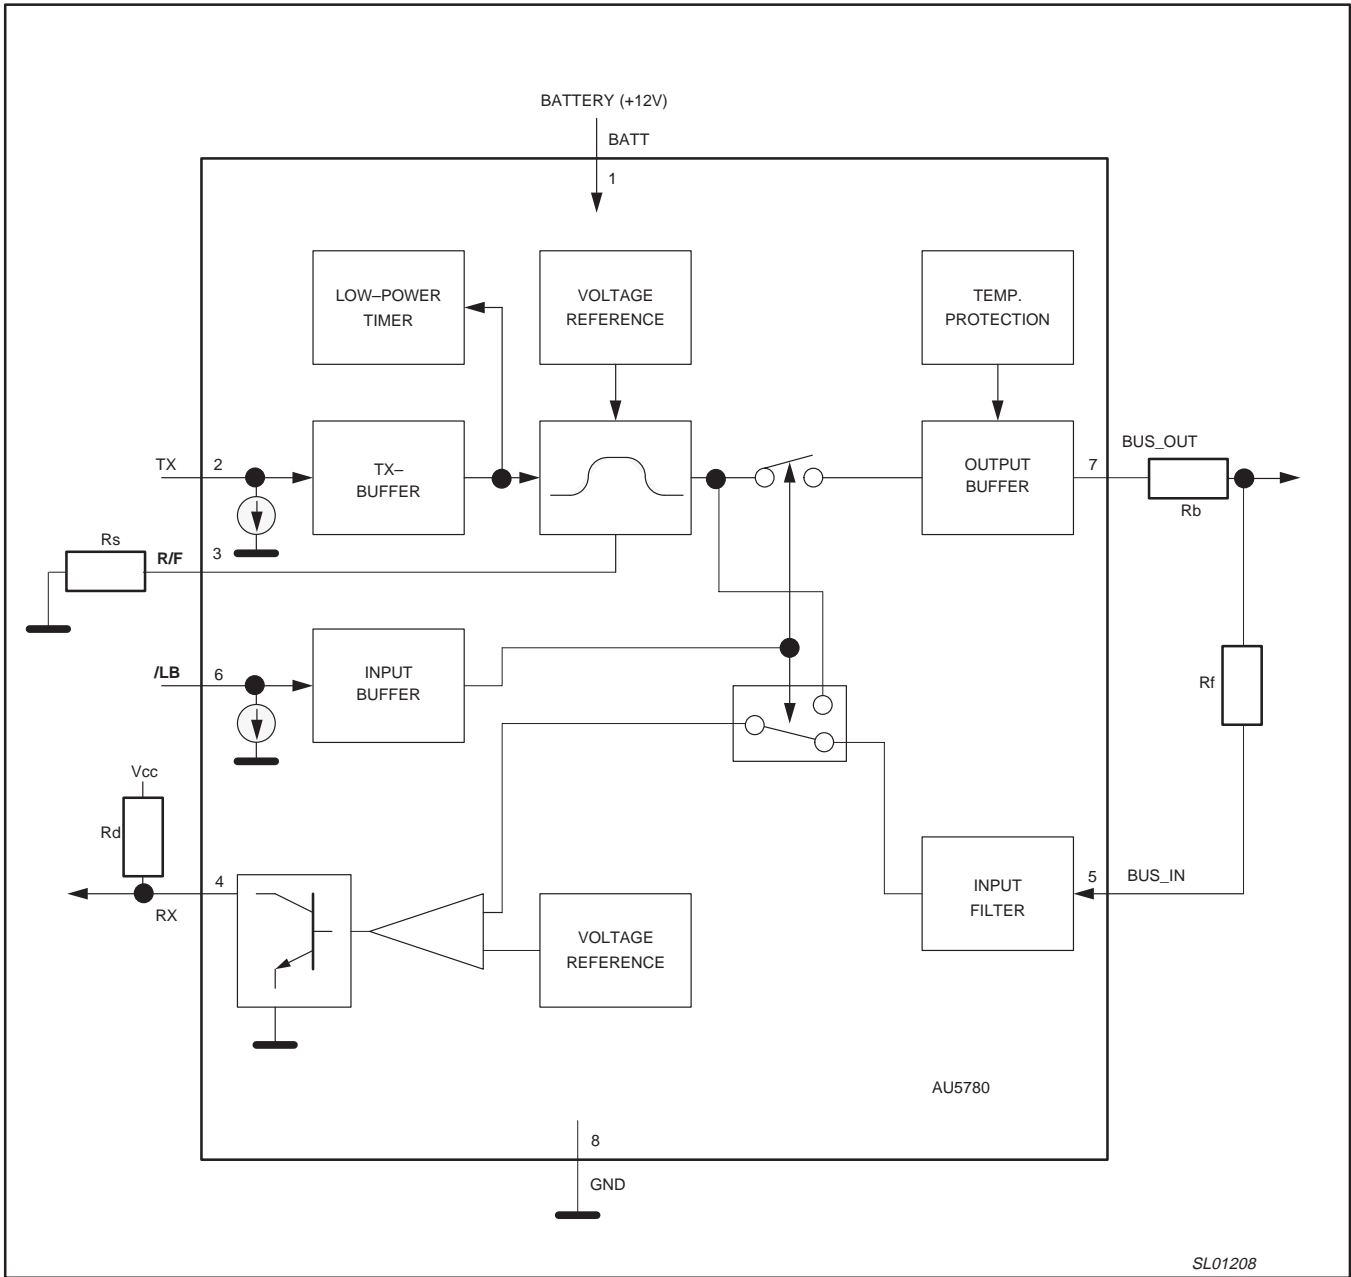 BATTERY (+12V)
BATT
1
LOW–POWER
TIMER
VOLTAGE
REFERENCE
TEMP.
PROTECTION
TX
2
TX–
BUFFER
OUTPUT
BUFFER
7
BUS_OUT
Rb
Rs
R/F
3
/LB
6
INPUT
BUFFER
Rf
Vcc
Rd
4
RX
VOLTAGE
REFERENCE
INPUT
FILTER
5
BUS_IN
AU5780
8
GND
SL01208